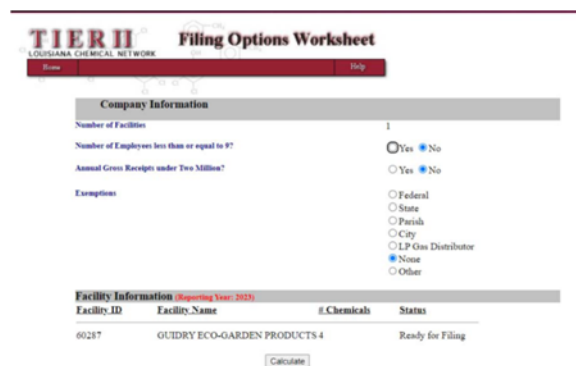 TIER II
LOUISIANA CHEMICAL NETWORK
Filing Options Worksheet
Home Help
Company Information
Number of Facilities 1
Number of Employees less than or equal to 9? Yes No
Annual Gross Receipts under Two Million? Yes No
Exemptions Federal
State
Parish
City
LP Gas Distributor
None
Other
Facility Information (Reporting Year: 2023)
Facility ID Facility Name # Chemicals Status
60287 GUIDRY ECO-GARDEN PRODUCTS 4 Ready for Filing
Calculate